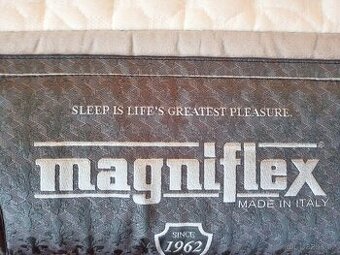 SLEEP IS LIFE'S GREATEST PLEASURE.
magniflex
MADE IN ITALY
SINCE
1962